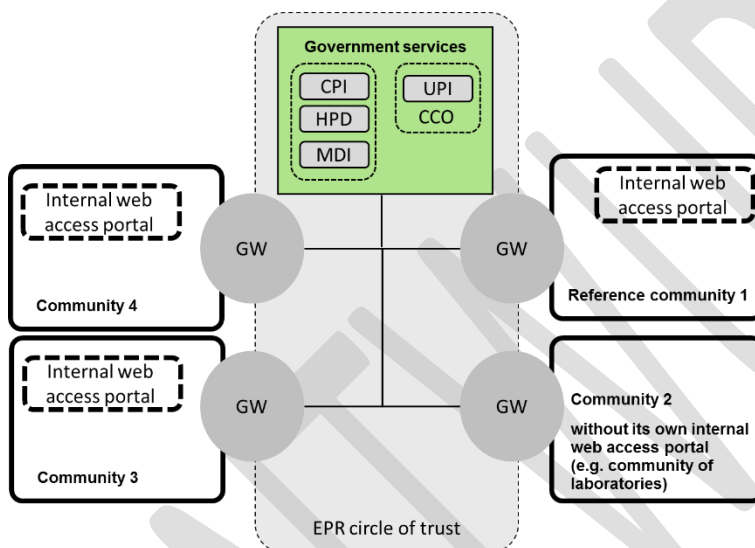 Government services
CPI
UPI
HPD
CCO
MDI
Internal web
access portal
GW
Community 4
Internal web
access portal
GW
Reference community 1
Internal web
access portal
GW
Community 3
GW
Community 2
without its own internal
web access portal
(e.g. community of
laboratories)
EPR circle of trust